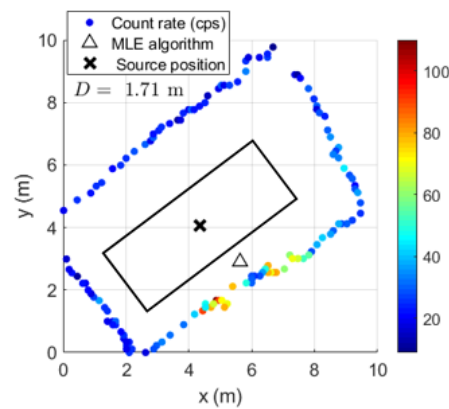 Count rate (cps)
MLE algorithm
Source position
D = 1.71 m
10
8
6
4
2
0
y (m)
0
2
4
6
8
10
x (m)
100
80
60
40
20